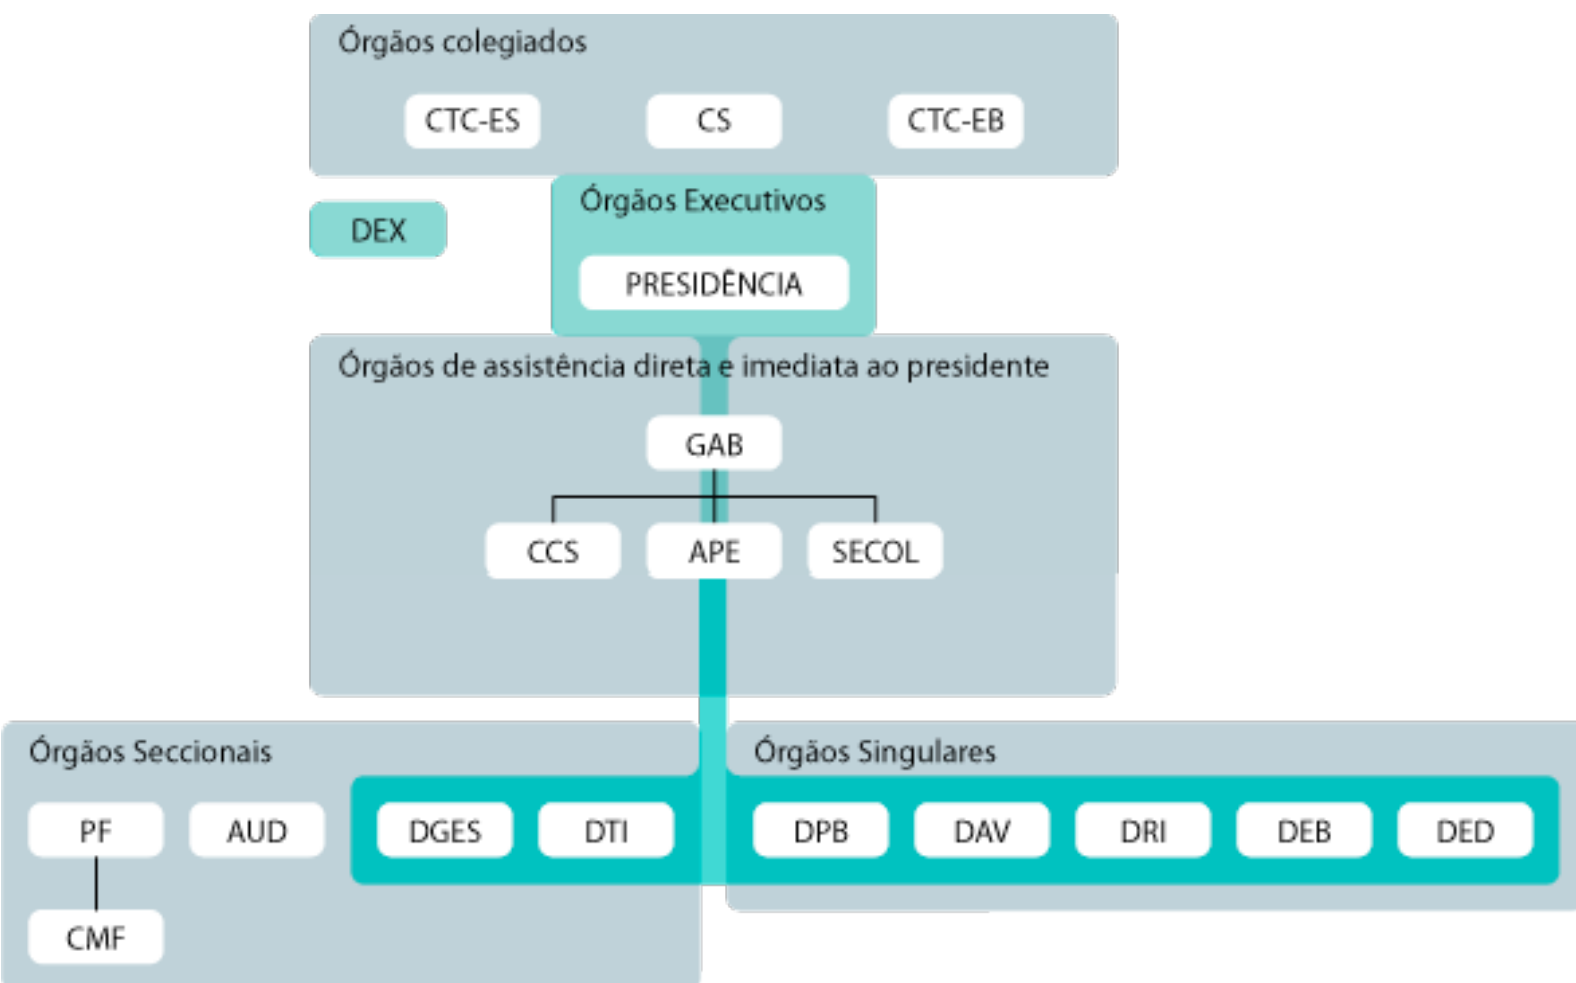 Órgãos colegiados
CTC-ES CS CTC-EB
Órgãos Executivos
DEX
PRESIDÊNCIA
Órgãos de assistência direta e imediata ao presidente
GAB
CCS APE SECOL
Órgãos Seccionais
Órgãos Singulares
PF AUD DGES DTI DPB DAV DRI DEB DED
CMF